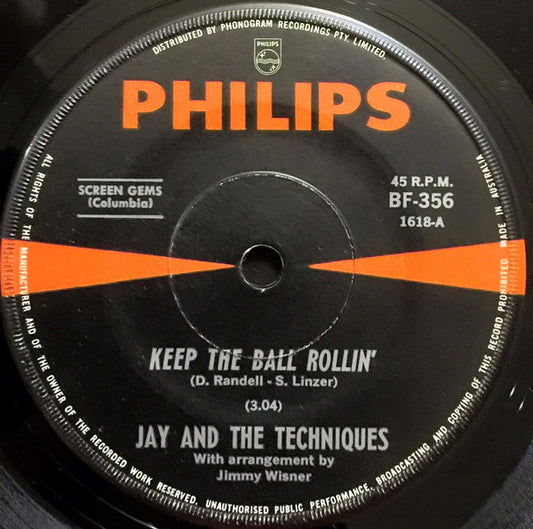 DISTRIBUTED BY PHONOGRAM RECORDINGS PTY. LIMITED.
PHILIPS
PHILIPS
SCREEN GEMS
(Columbia)
45 R.P.M.
BF-356
1618-A
KEEP THE BALL ROLLIN'
(D. Randell - S. Linzer)
(3.04)
JAY AND THE TECHNIQUES
With arrangement by
Jimmy Wisner
ALL RIGHTS OF THE MANUFACTURER AND OF THE OWNER OF THE RECORDED WORK RESERVED. UNAUTHORISED PUBLIC PERFORMANCE, BROADCASTING AND COPYING OF THIS RECORD PROHIBITED MADE IN AUSTRALIA